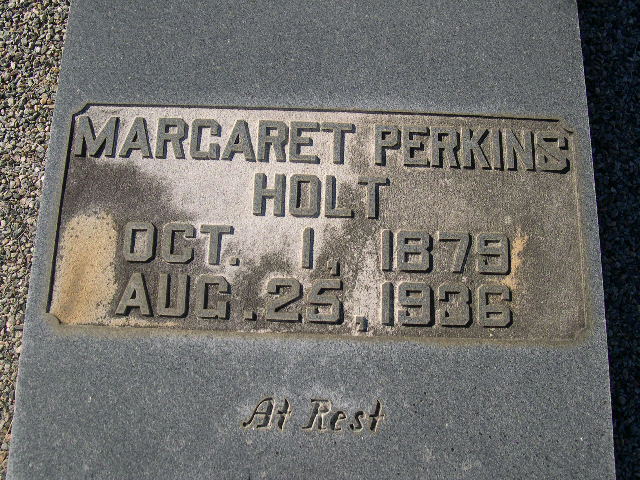 MARGARET PERKINS
HOLT
OCT. 1, 1879
AUG. 25, 1936
At Rest